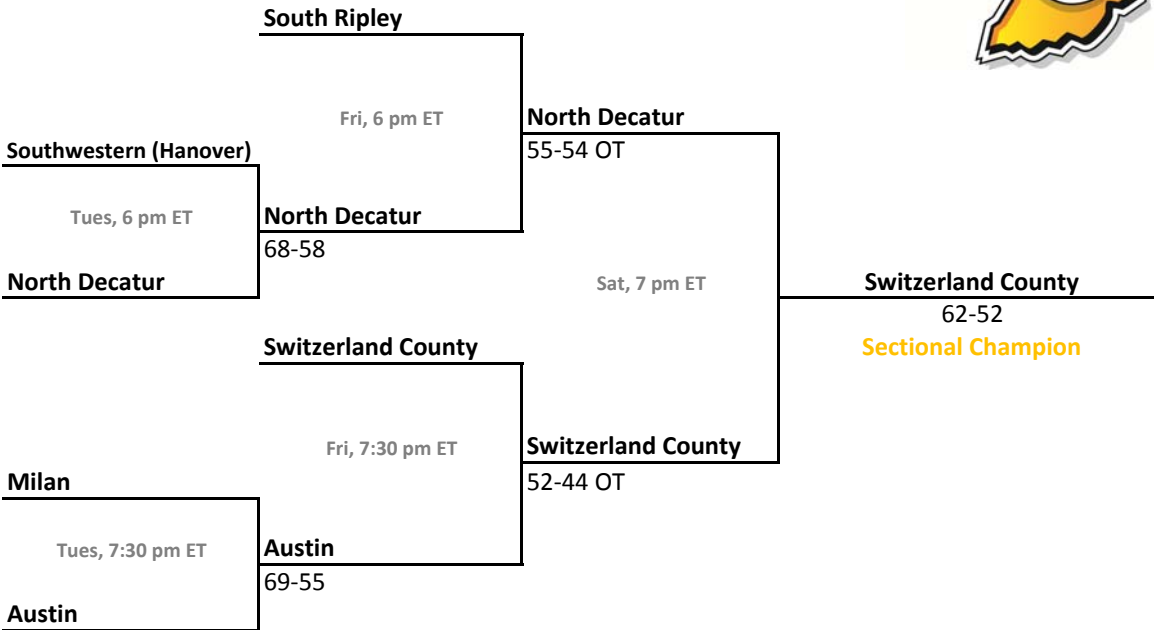 South Ripley
Fri, 6 pm ET
North Decatur
Southwestern (Hanover)
55-54 OT
Tues, 6 pm ET
North Decatur
68-58
North Decatur
Sat, 7 pm ET
Switzerland County
62-52
Switzerland County
Sectional Champion
Fri, 7:30 pm ET
Switzerland County
Milan
52-44 OT
Tues, 7:30 pm ET
Austin
69-55
Austin